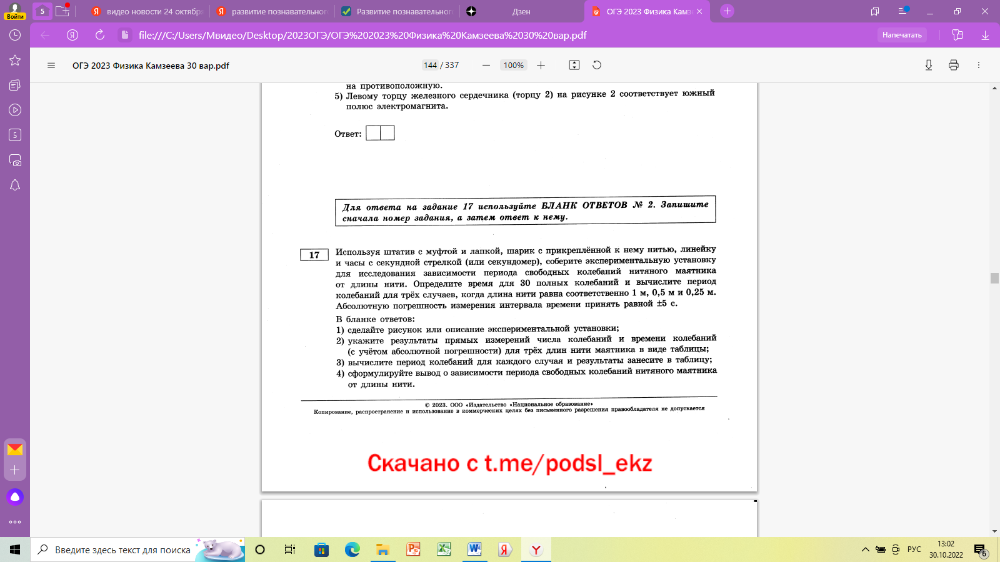 Войти
5
видео новости 24 октябр
развитие познавательног
Развитие познавательног
Дзен
ОГЭ 2023 Физика Камзе
file:///C:/Users/Мвидео/Desktop/2023ОГЭ/ОГЭ%202023%20Физика%20Камзеева%2030%20вар.pdf
Напечатать
ОГЭ 2023 Физика Камзеева 30 вар.pdf
144 / 337
100%
5
на противоположную.
5) Левому торцу железного сердечника (торцу 2) на рисунке 2 соответствует южный
полюс электромагнита.
Ответ:
Для ответа на задание 17 используйте БЛАНК ОТВЕТОВ № 2. Запишите
сначала номер задания, а затем ответ к нему.
17
Используя штатив с муфтой и лапкой, шарик с прикреплённой к нему нитью, линейку
и часы с секундной стрелкой (или секундомер), соберите экспериментальную установку
для исследования зависимости периода свободных колебаний нитяного маятника
от длины нити. Определите время для 30 полных колебаний и вычислите период
колебаний для трёх случаев, когда длина нити равна соответственно 1 м, 0,5 м и 0,25 м.
Абсолютную погрешность измерения интервала времени принять равной ±5 с.
В бланке ответов:
1) сделайте рисунок или описание экспериментальной установки;
2) укажите результаты прямых измерений числа колебаний и времени колебаний
(с учётом абсолютной погрешности) для трёх длин нити маятника в виде таблицы;
3) вычислите период колебаний для каждого случая и результаты занесите в таблицу;
4) сформулируйте вывод о зависимости периода свободных колебаний нитяного маятника
от длины нити.
© 2023. ООО «Издательство «Национальное образование»
Копирование, распространение и использование в коммерческих целях без письменного разрешения правообладателя не допускается
Скачано с t.me/podsl_ekz
Введите здесь текст для поиска
РУС
13:02
30.10.2022
6